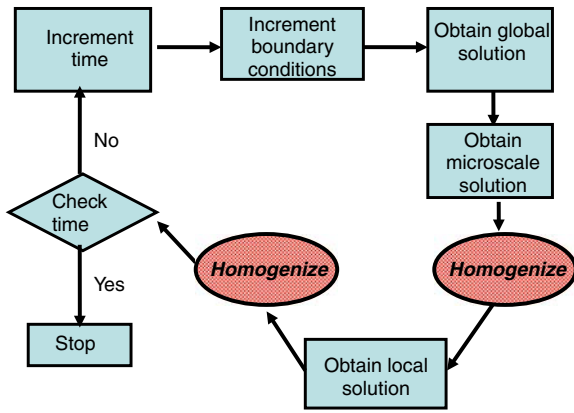 Increment
time
Increment
boundary
conditions
Obtain global
solution
Obtain
microscale
solution
Homogenize
Obtain local
solution
Homogenize
Check
time
No
Yes
Stop